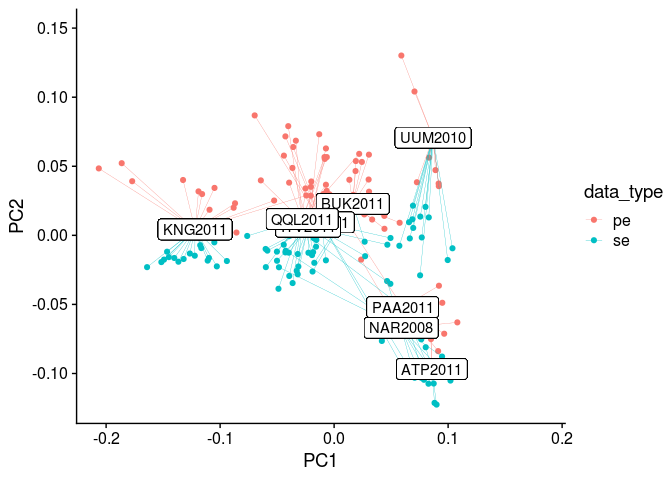 0.15
0.10
0.05
0.00
-0.05
-0.10
PC2
-0.2
-0.1
0.0
0.1
0.2
PC1
UUM2010
BUK2011
QQL2011
KNG2011
PAA2011
NAR2008
ATP2011
data_type
pe
se